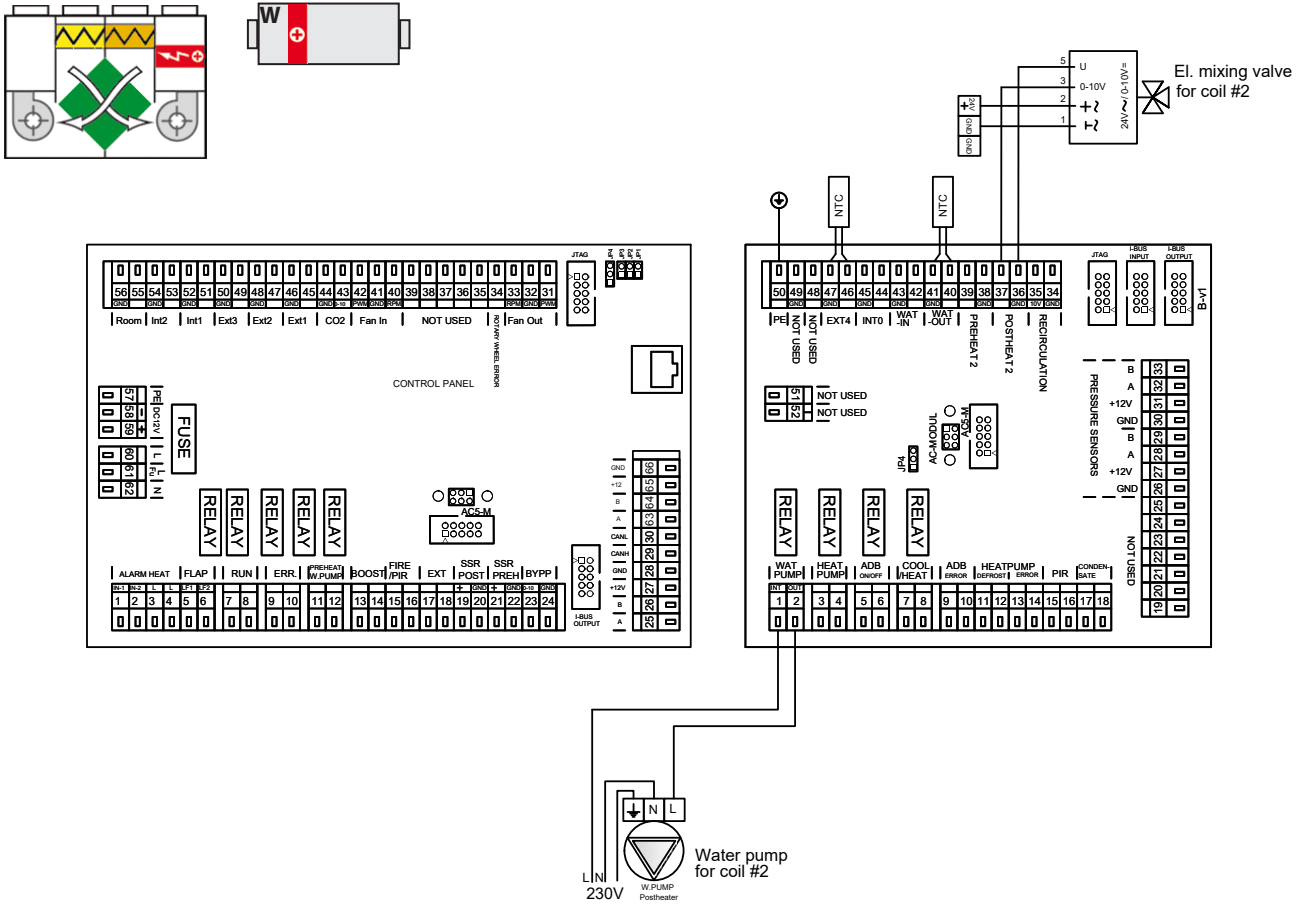 W
El. mixing valve
for coil #2
5 U
3 0-10V
2 +~
1 ⊥~
24V ~ / 0-10V=
24V +
GND
GND
NTC
NTC
JTAG
JP4
JP3
JP2
JP1
56 55 54 53 52 51 50 49 48 47 46 45 44 43 42 41 40 39 38 37 36 35 34 33 32 31
GND GND GND GND GND GND GND 0-10 PWM GND RPM RPM GND PWM
Room Int2 Int1 Ext3 Ext2 Ext1 CO2 Fan In NOT USED ROTARY WHEEL ERROR Fan Out
CONTROL PANEL
57 PE
58 - DC12V
59 +
60 L
61 L Fu
62 N
FUSE
RELAY RELAY RELAY RELAY RELAY
AC5-M
I-BUS
OUTPUT
GND 66
+12 65
B 64
A 63
CANL 30
CANH 29
GND 28
+12V 27
B 26
A 25
ALARM HEAT FLAP RUN ERR. PREHEAT W.PUMP BOOST FIRE /PIR EXT SSR POST SSR PREH BYPP
IN-1 IN-2 L L LF1 LF2 + GND + GND 0-10 GND
1 2 3 4 5 6 7 8 9 10 11 12 13 14 15 16 17 18 19 20 21 22 23 24
50 49 48 47 46 45 44 43 42 41 40 39 38 37 36 35 34
GND GND GND GND GND GND GND 10V GND
PE NOT USED NOT USED EXT4 INT0 WAT -IN WAT -OUT PREHEAT 2 POSTHEAT 2 RECIRCULATION
JTAG
I-BUS
INPUT
I-BUS
OUTPUT
B-v1
51 NOT USED
52 NOT USED
JP4
AC-MODUL
AC5-M
PRESSURE SENSORS
B 33
A 32
+12V 31
GND 30
B 29
A 28
+12V 27
GND 26
25
24
23
22
21
20
19
NOT USED
RELAY RELAY RELAY RELAY
WAT PUMP HEAT PUMP ADB ON/OFF COOL /HEAT ADB ERROR HEATPUMP DEFROST ERROR PIR CONDEN- SATE
INT OUT
1 2 3 4 5 6 7 8 9 10 11 12 13 14 15 16 17 18
N L
L N
230V
W.PUMP
Postheater
Water pump
for coil #2